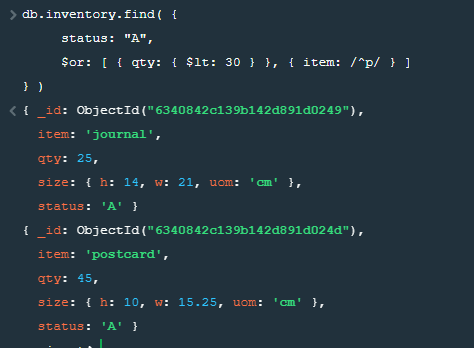 > db.inventory.find( {
status: "A",
$or: [ { qty: { $lt: 30 } }, { item: /^p/ } ]
} )
< { _id: ObjectId("6340842c139b142d891d0249"),
item: 'journal',
qty: 25,
size: { h: 14, w: 21, uom: 'cm' },
status: 'A' }
{ _id: ObjectId("6340842c139b142d891d024d"),
item: 'postcard',
qty: 45,
size: { h: 10, w: 15.25, uom: 'cm' },
status: 'A' }